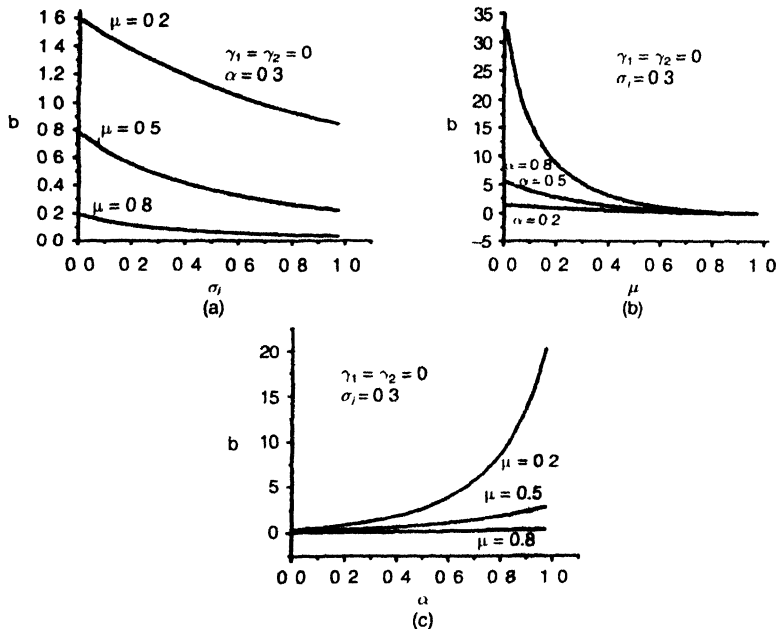 1 6
1 4
1 2
1 0
0 8
0 6
0 4
0 2
0 0
b
μ = 0 2
μ = 0 5
μ = 0 8
γ1 = γ2 = 0
α = 0 3
0 0 0 2 0 4 0 6 0 8 1 0
σi
(a)
35
30
25
20
15
10
5
0
−5
b
γ1 = γ2 = 0
σi = 0 3
α = 0.8
α = 0.5
α = 0 2
0 0 0 2 0 4 0 6 0 8 1 0
μ
(b)
20
15
10
5
0
b
γ1 = γ2 = 0
σi = 0 3
μ = 0 2
μ = 0.5
μ = 0.8
0 0 0 2 0 4 0 6 0 8 1 0
α
(c)